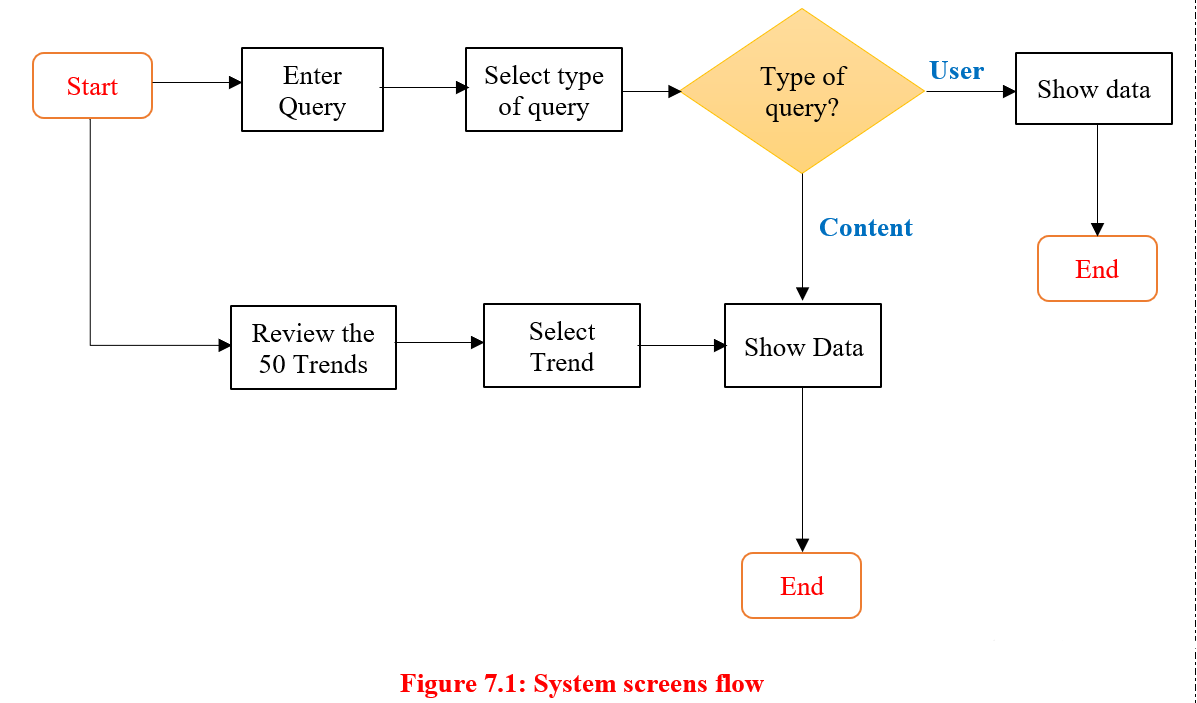 Start
Enter
Query
Select type
of query
Type of
query?
User
Show data
Content
End
Review the
50 Trends
Select
Trend
Show Data
End
Figure 7.1: System screens flow